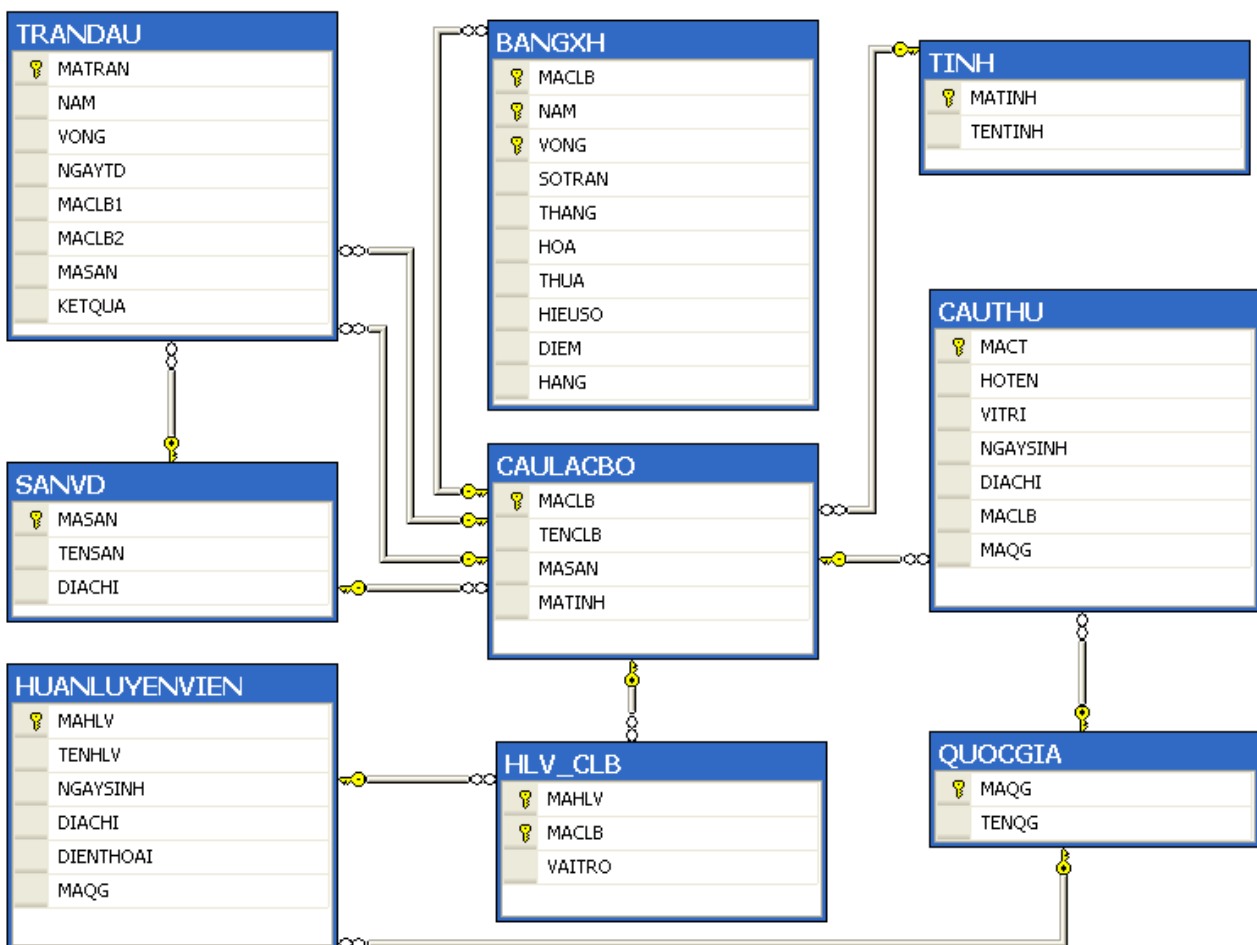 TRANDAU
MATRAN
NAM
VONG
NGAYTD
MACLB1
MACLB2
MASAN
KETQUA
BANGXH
MACLB
NAM
VONG
SOTRAN
THANG
HOA
THUA
HIEUSO
DIEM
HANG
TINH
MATINH
TENTINH
CAUTHU
MACT
HOTEN
VITRI
NGAYSINH
DIACHI
MACLB
MAQG
SANVD
MASAN
TENSAN
DIACHI
CAULACBO
MACLB
TENCLB
MASAN
MATINH
HUANLUYENVIEN
MAHLV
TENHLV
NGAYSINH
DIACHI
DIENTHOAI
MAQG
HLV_CLB
MAHLV
MACLB
VAITRO
QUOCGIA
MAQG
TENQG